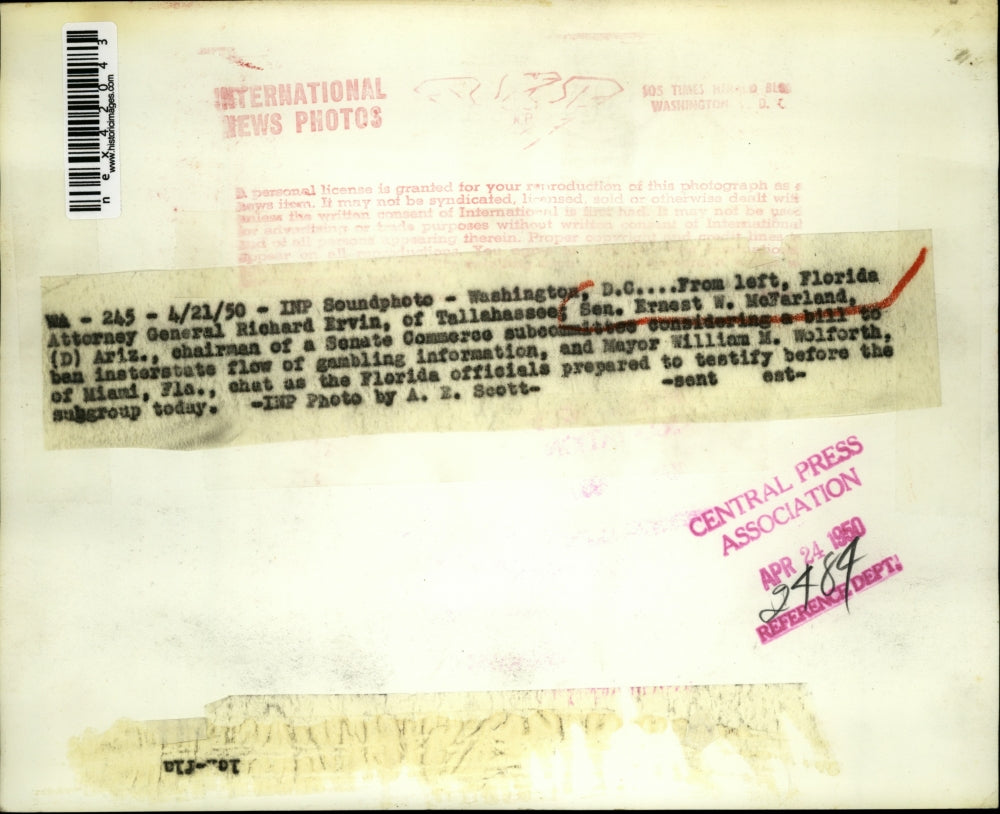 nex42043
www.historicimages.com
INTERNATIONAL
NEWS PHOTOS
505 TIMES HERALD BLDG
WASHINGTON D. C.
A personal license is granted for your reproduction of this photograph as a
news item. It may not be syndicated, licensed, sold or otherwise dealt with
unless the written consent of International is first had. It may not be used
for advertising or trade purposes without written consent of International
and of all persons appearing therein. Proper
appear on all
WA - 245 - 4/21/50 - INP Soundphoto - Washington, D.C....From left, Florida
Attorney General Richard Ervin, of Tallahassee, Sen. Ernest W. McFarland,
(D) Ariz., chairman of a Senate Commerce subcommittee considering a bill to
ban insterstate flow of gambling information, and Mayor William M. Wolforth,
of Miami, Fla., chat as the Florida officials prepared to testify before the
subgroup today. -INP Photo by A. E. Scott- -sent est-
CENTRAL PRESS
ASSOCIATION
APR 24 1950
2484
REFERENCE DEPT.